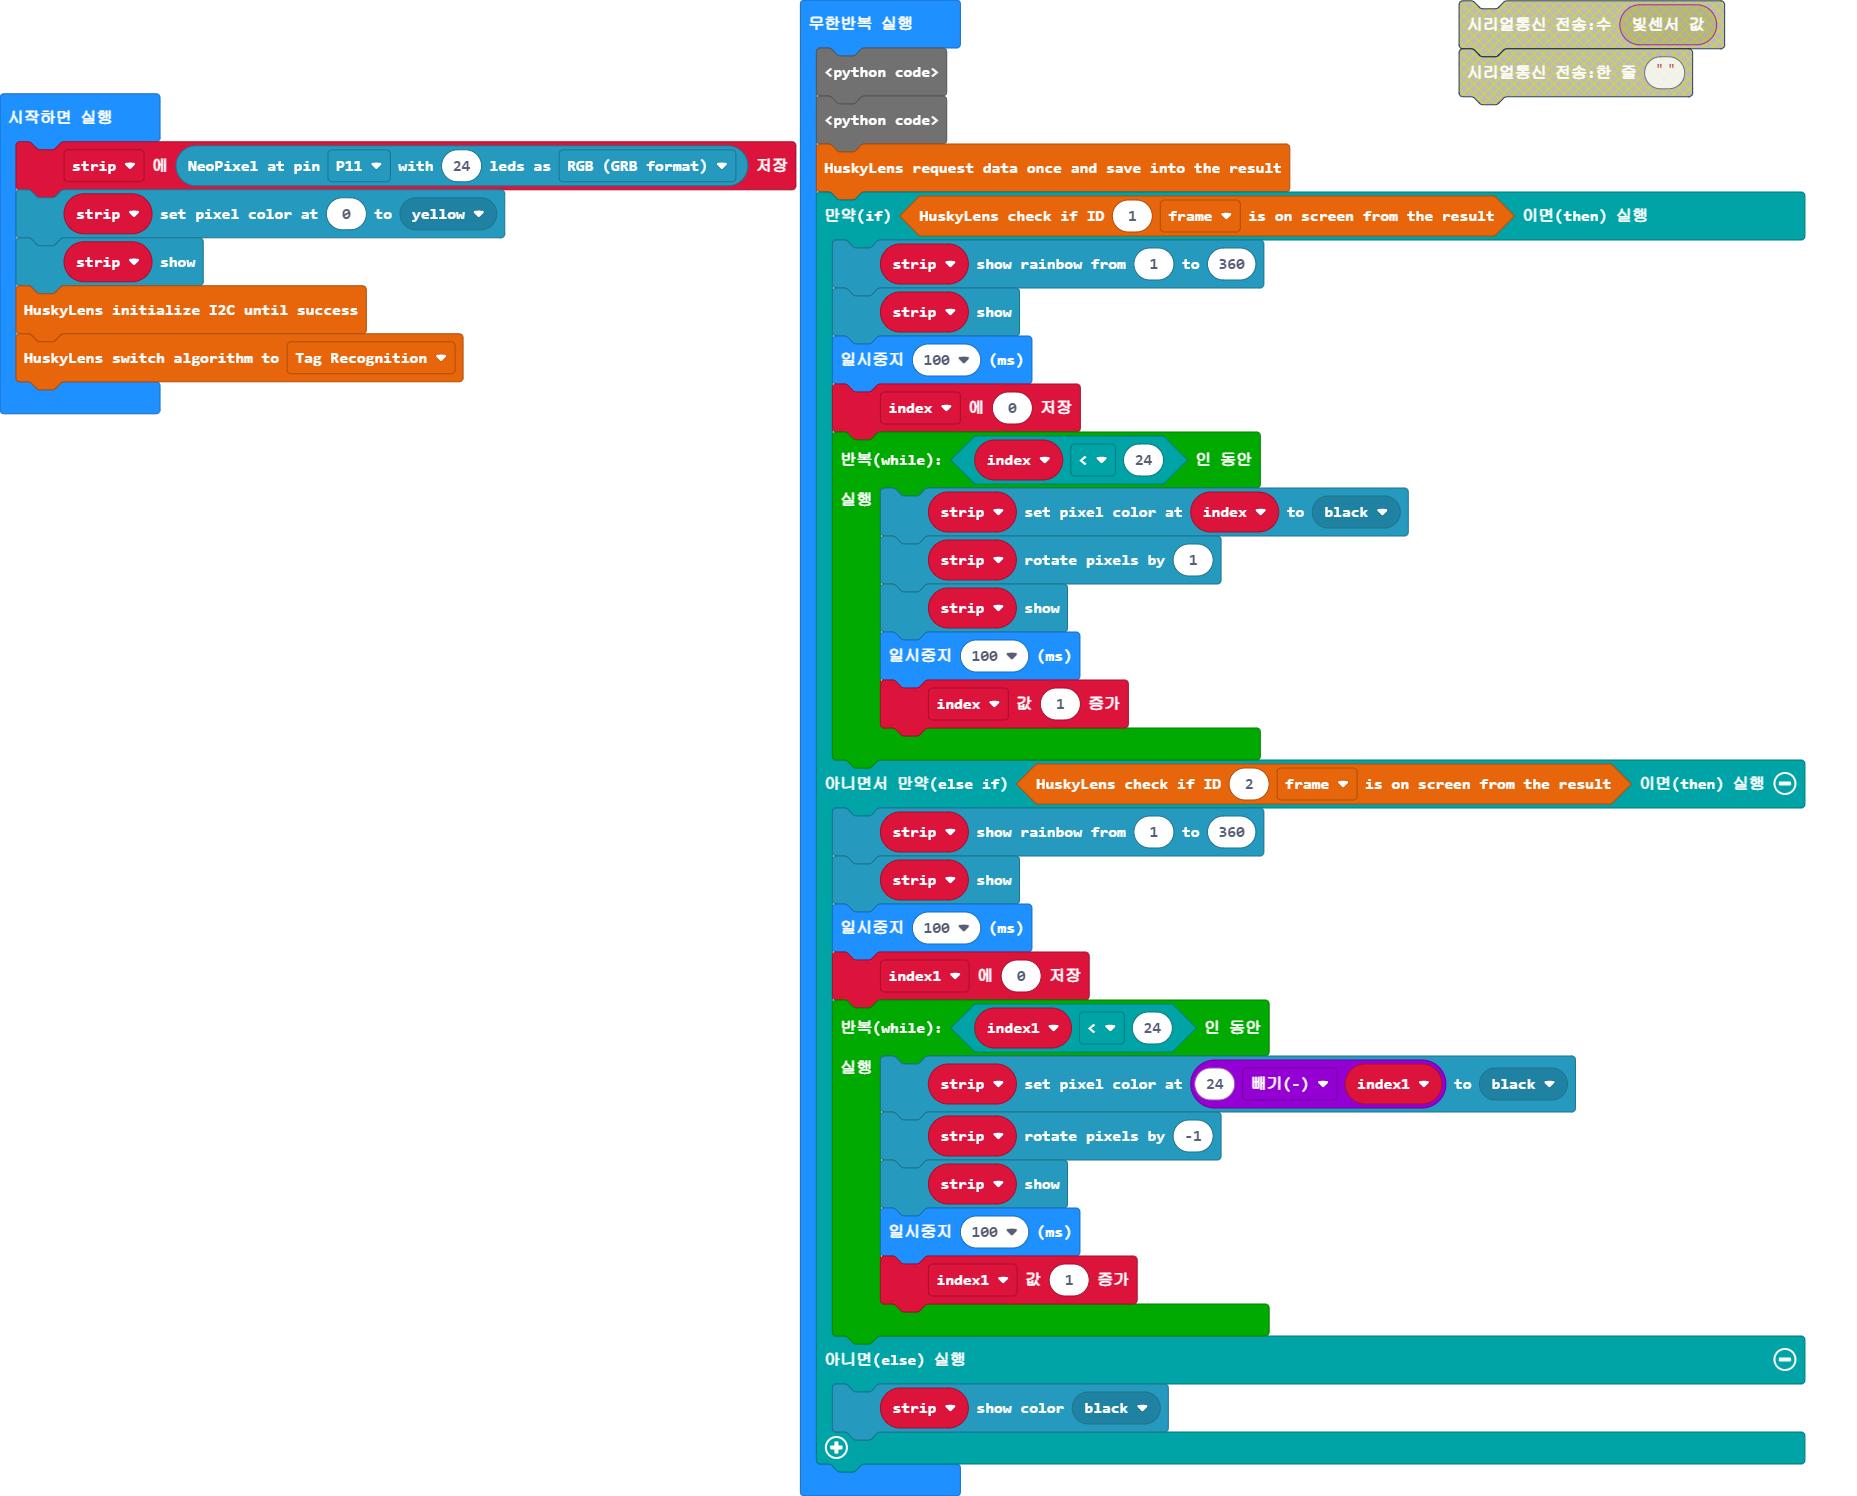 시작하면 실행
strip 에 NeoPixel at pin P11 with 24 leds as RGB (GRB format) 저장
strip set pixel color at 0 to yellow
strip show
HuskyLens initialize I2C until success
HuskyLens switch algorithm to Tag Recognition
무한반복 실행
<python code>
<python code>
HuskyLens request data once and save into the result
만약(if) HuskyLens check if ID 1 frame is on screen from the result 이면(then) 실행
strip show rainbow from 1 to 360
strip show
일시중지 100 (ms)
index 에 0 저장
반복(while): index < 24 인 동안
실행 strip set pixel color at index to black
strip rotate pixels by 1
strip show
일시중지 100 (ms)
index 값 1 증가
아니면서 만약(else if) HuskyLens check if ID 2 frame is on screen from the result 이면(then) 실행
strip show rainbow from 1 to 360
strip show
일시중지 100 (ms)
index1 에 0 저장
반복(while): index1 < 24 인 동안
실행 strip set pixel color at 24 빼기(-) index1 to black
strip rotate pixels by -1
strip show
일시중지 100 (ms)
index1 값 1 증가
아니면(else) 실행
strip show color black
시리얼통신 전송:수 빛센서 값
시리얼통신 전송:한 줄 " "